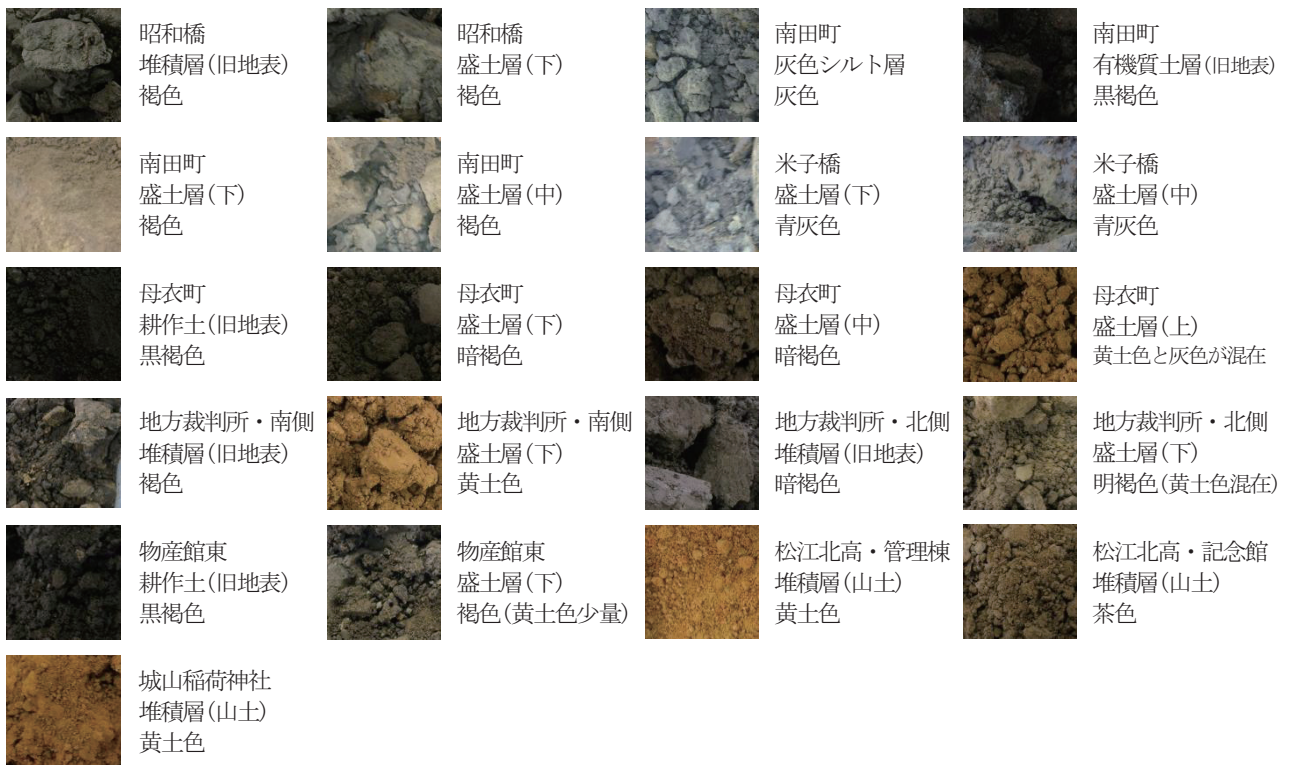 昭和橋
堆積層(旧地表)
褐色
昭和橋
盛土層(下)
褐色
南田町
灰色シルト層
灰色
南田町
有機質土層(旧地表)
黒褐色
南田町
盛土層(下)
褐色
南田町
盛土層(中)
褐色
米子橋
盛土層(下)
青灰色
米子橋
盛土層(中)
青灰色
母衣町
耕作土(旧地表)
黒褐色
母衣町
盛土層(下)
暗褐色
母衣町
盛土層(中)
暗褐色
母衣町
盛土層(上)
黄土色と灰色が混在
地方裁判所・南側
堆積層(旧地表)
褐色
地方裁判所・南側
盛土層(下)
黄土色
地方裁判所・北側
堆積層(旧地表)
暗褐色
地方裁判所・北側
盛土層(下)
明褐色(黄土色混在)
物産館東
耕作土(旧地表)
黒褐色
物産館東
盛土層(下)
褐色(黄土色少量)
松江北高・管理棟
堆積層(山土)
黄土色
松江北高・記念館
堆積層(山土)
茶色
城山稲荷神社
堆積層(山土)
黄土色